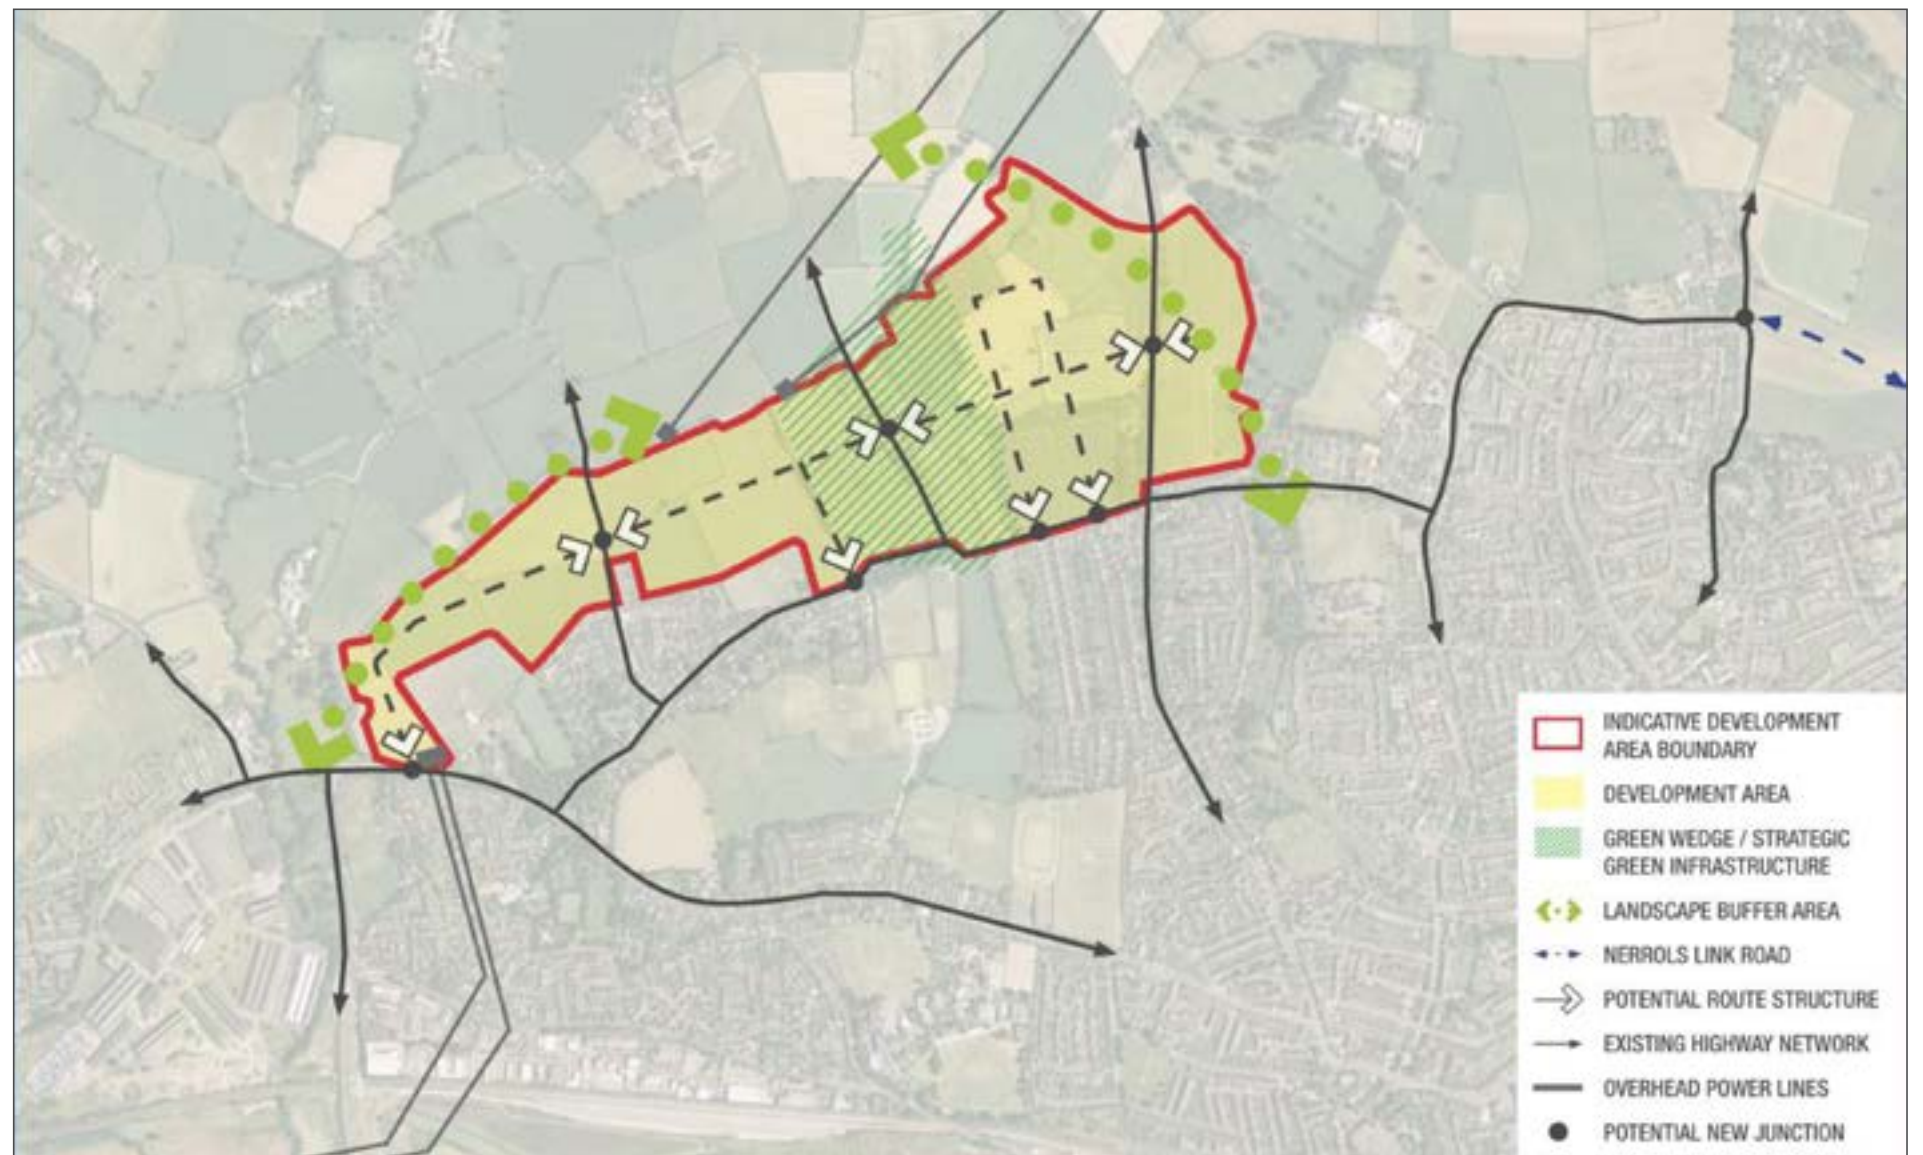 INDICATIVE DEVELOPMENT
AREA BOUNDARY
DEVELOPMENT AREA
GREEN WEDGE / STRATEGIC
GREEN INFRASTRUCTURE
LANDSCAPE BUFFER AREA
NERROLS LINK ROAD
POTENTIAL ROUTE STRUCTURE
EXISTING HIGHWAY NETWORK
OVERHEAD POWER LINES
POTENTIAL NEW JUNCTION